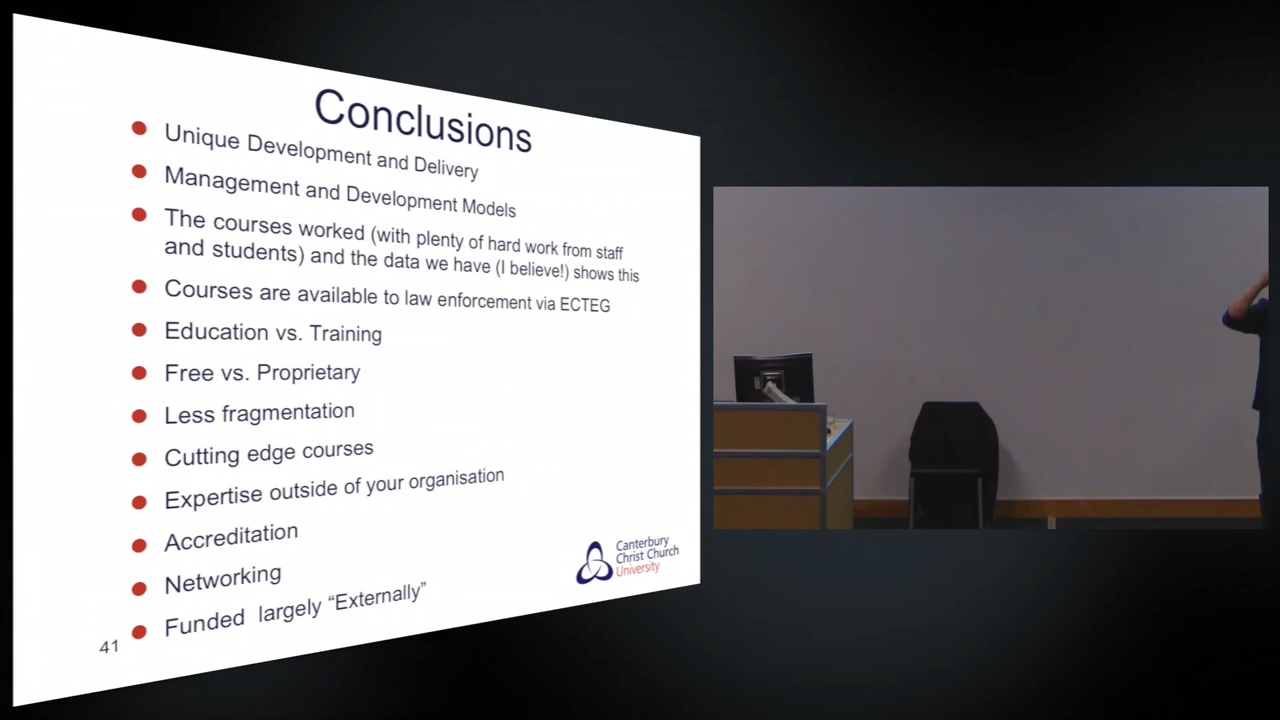 Conclusions
Unique Development and Delivery
Management and Development Models
The courses worked (with plenty of hard work from staff
and students) and the data we have (I believe!) shows this
Courses are available to law enforcement via ECTEG
Education vs. Training
Free vs. Proprietary
Less fragmentation
Cutting edge courses
Expertise outside of your organisation
Accreditation
Networking
Funded largely “Externally”
41
Canterbury
Christ Church
University